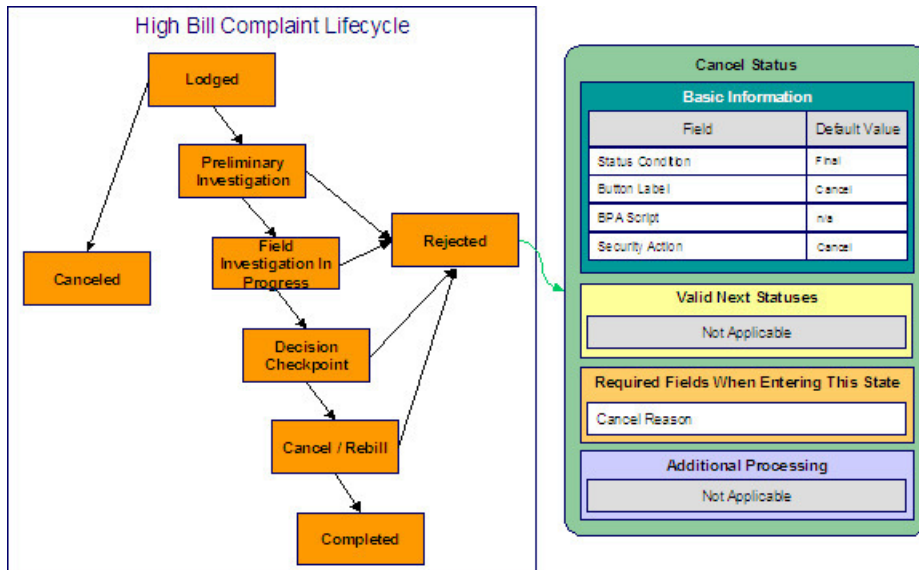 High Bill Complaint Lifecycle
Lodged
Preliminary
Investigation
Field
Investigation In
Progress
Rejected
Canceled
Decision
Checkpoint
Cancel / Rebill
Completed
Cancel Status
Basic Information
Field Default Value
Status Condition Final
Button Label Cancel
BPA Script n/a
Security Action Cancel
Valid Next Statuses
Not Applicable
Required Fields When Entering This State
Cancel Reason
Additional Processing
Not Applicable